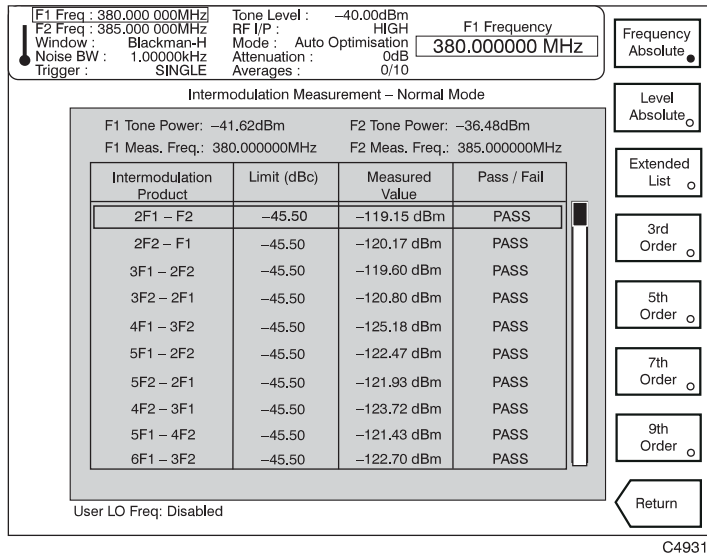 F1 Freq : 380.000 000MHz Tone Level : –40.00dBm
F2 Freq : 385.000 000MHz RF I/P : HIGH
Window : Blackman-H Mode : Auto Optimisation
Noise BW : 1.00000kHz Attenuation : 0dB
Trigger : SINGLE Averages : 0/10
F1 Frequency
380.000000 MHz
Intermodulation Measurement – Normal Mode
F1 Tone Power: –41.62dBm F2 Tone Power: –36.48dBm
F1 Meas. Freq.: 380.000000MHz F2 Meas. Freq.: 385.000000MHz
Intermodulation Product Limit (dBc) Measured Value Pass / Fail
2F1 – F2 –45.50 –119.15 dBm PASS
2F2 – F1 –45.50 –120.17 dBm PASS
3F1 – 2F2 –45.50 –119.60 dBm PASS
3F2 – 2F1 –45.50 –120.80 dBm PASS
4F1 – 3F2 –45.50 –125.18 dBm PASS
5F1 – 2F2 –45.50 –122.47 dBm PASS
5F2 – 2F1 –45.50 –121.93 dBm PASS
4F2 – 3F1 –45.50 –123.72 dBm PASS
5F1 – 4F2 –45.50 –121.43 dBm PASS
6F1 – 3F2 –45.50 –122.70 dBm PASS
User LO Freq: Disabled
Frequency
Absolute
Level
Absolute
Extended
List
3rd
Order
5th
Order
7th
Order
9th
Order
Return
C4931